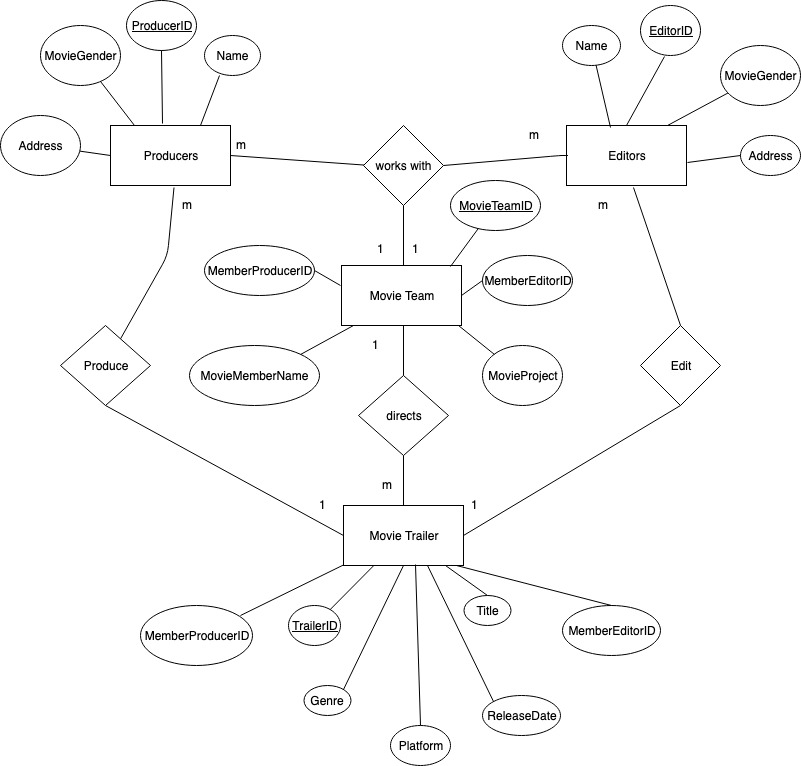 ProducerID
EditorID
MovieGender
Name
Name
MovieGender
Address
Producers
m
works with
m
Editors
Address
m
MovieTeamID
m
1
1
MemberProducerID
Movie Team
MemberEditorID
1
Produce
MovieMemberName
MovieProject
Edit
directs
m
1
1
Movie Trailer
MemberProducerID
TrailerID
Title
MemberEditorID
Genre
ReleaseDate
Platform